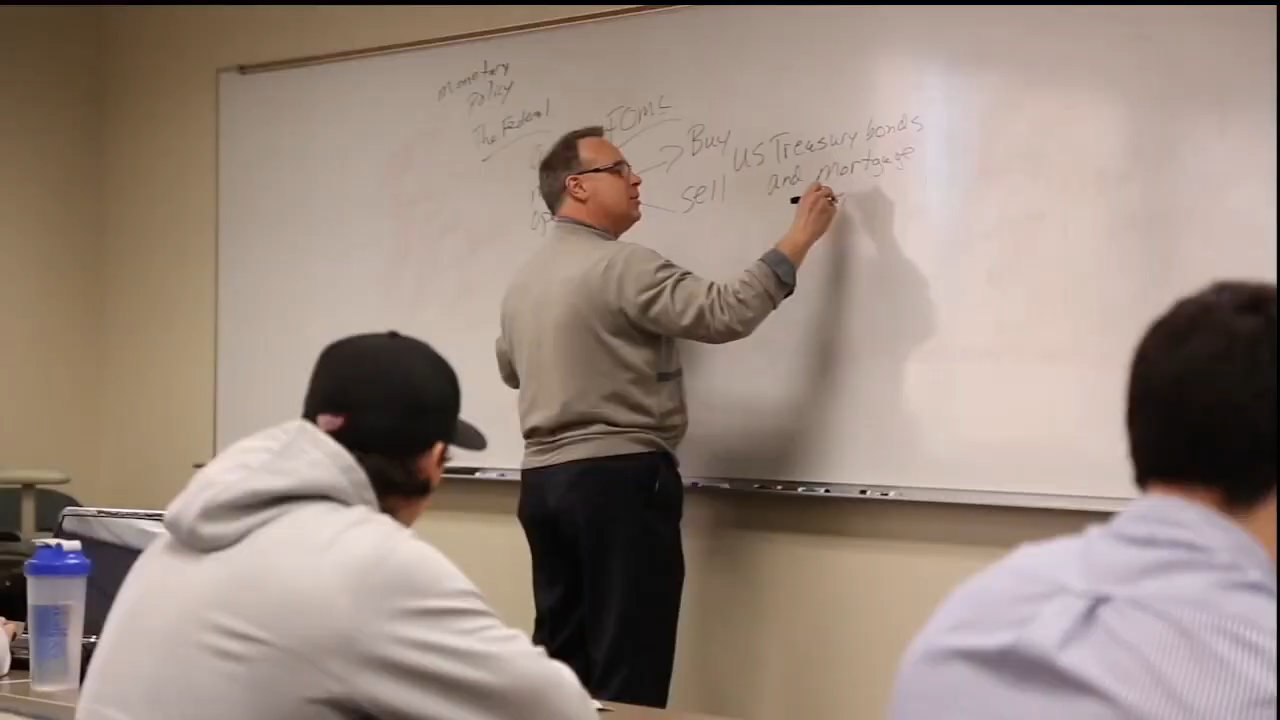 monetary
Policy
The Federal
FOMC
Buy
sell
US Treasury bonds
and mortgage